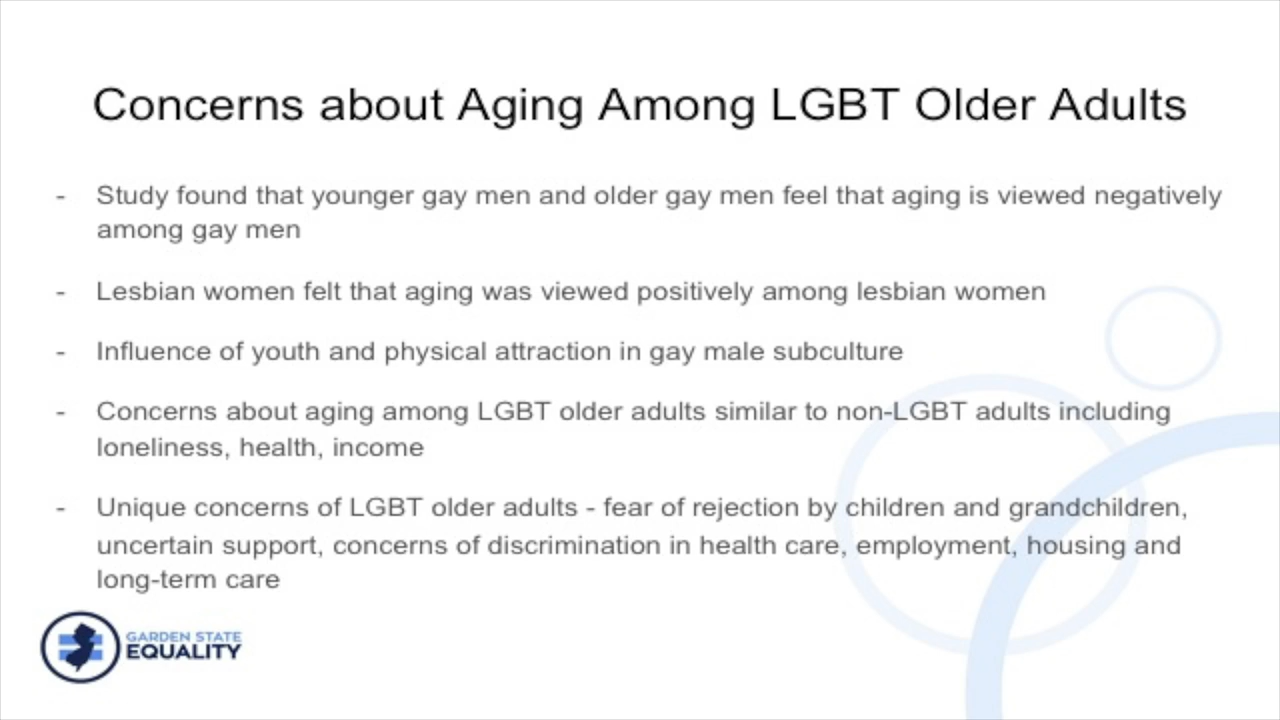 Concerns about Aging Among LGBT Older Adults
- Study found that younger gay men and older gay men feel that aging is viewed negatively
among gay men
- Lesbian women felt that aging was viewed positively among lesbian women
- Influence of youth and physical attraction in gay male subculture
- Concerns about aging among LGBT older adults similar to non-LGBT adults including
loneliness, health, income
- Unique concerns of LGBT older adults - fear of rejection by children and grandchildren,
uncertain support, concerns of discrimination in health care, employment, housing and
long-term care
GARDEN STATE
EQUALITY